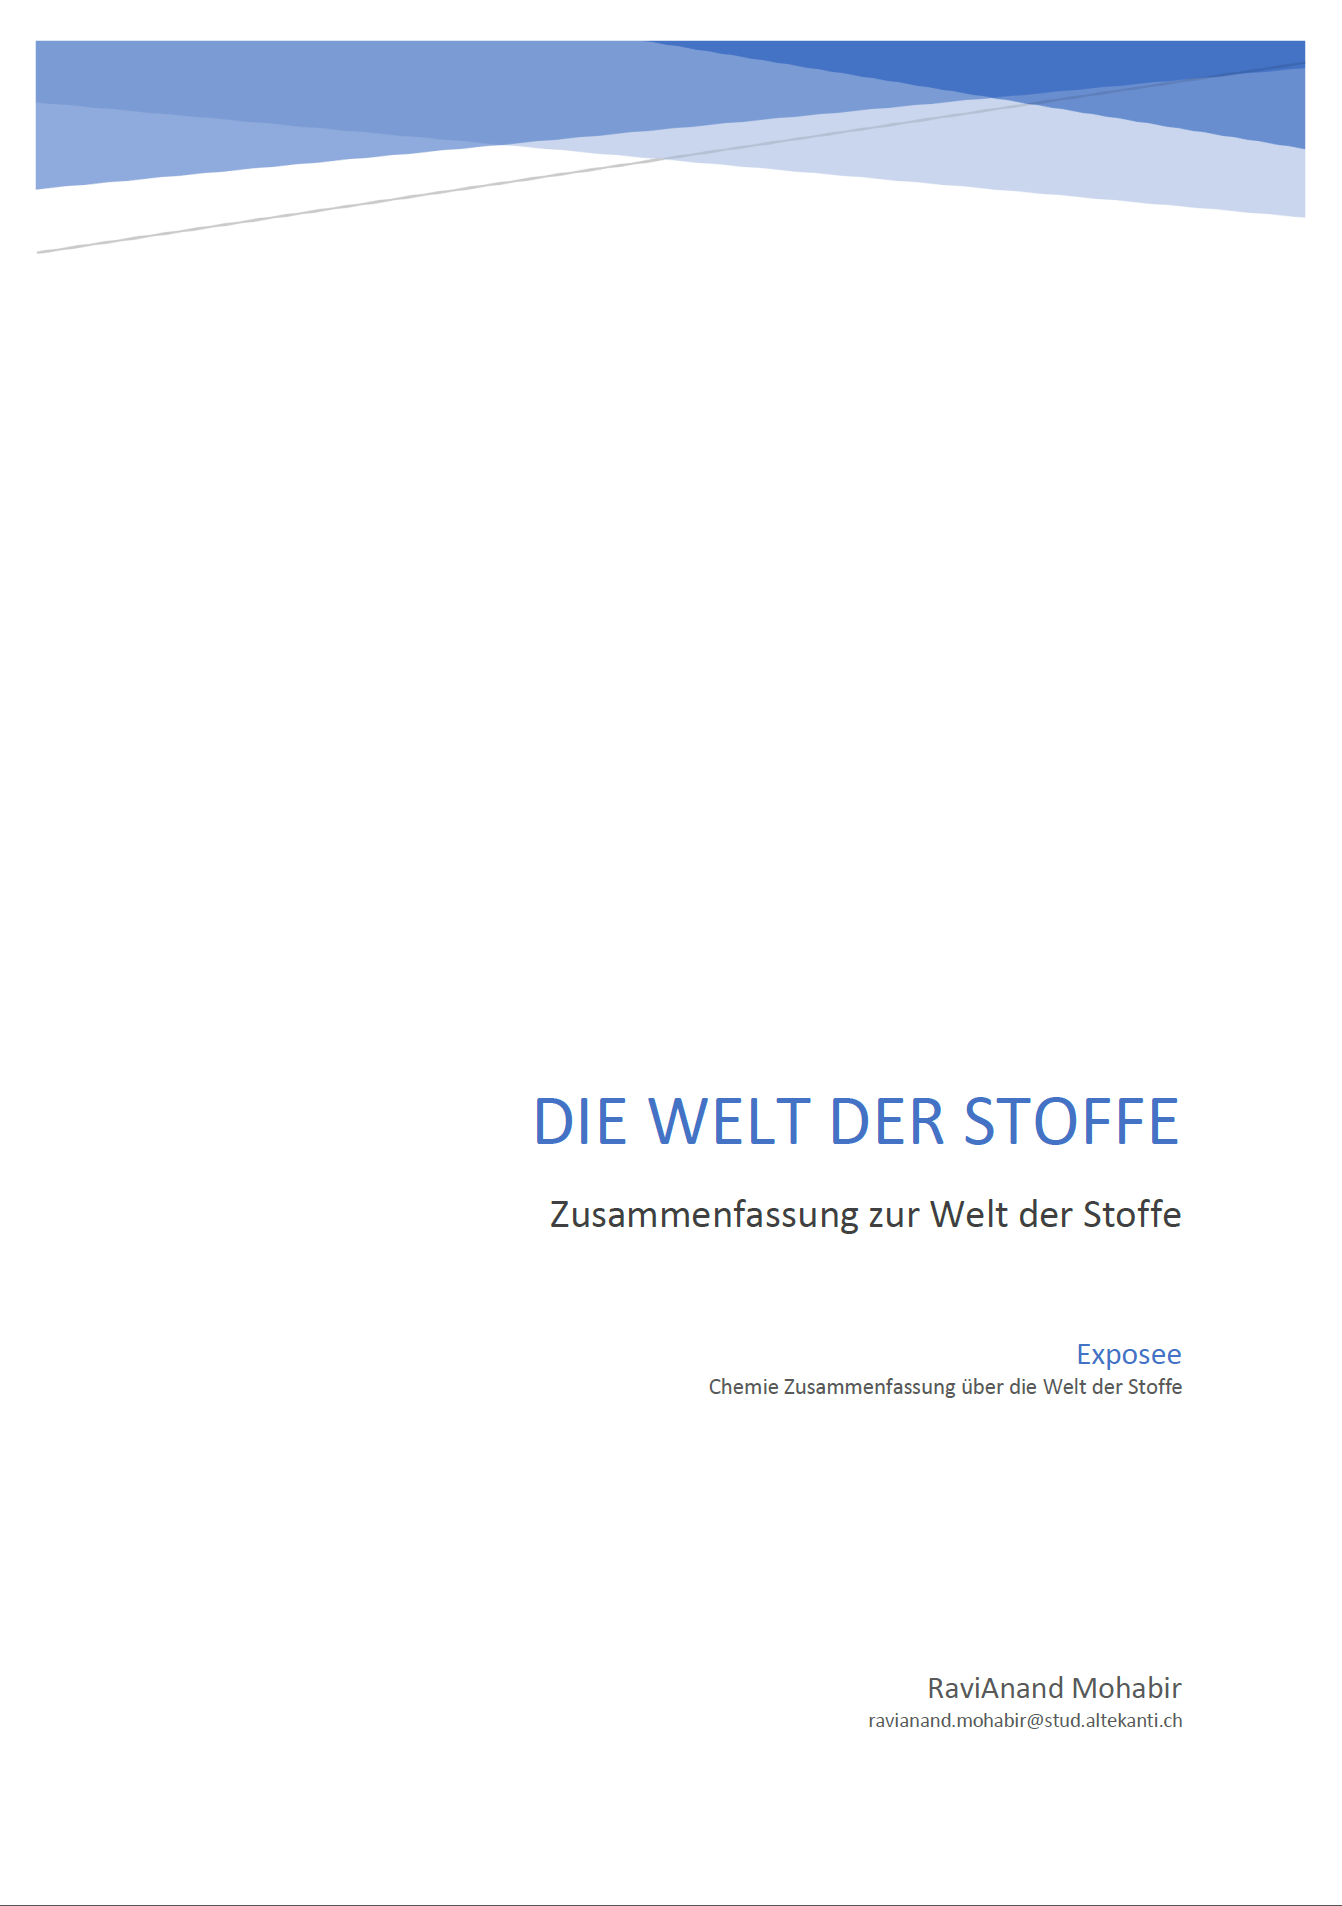 DIE WELT DER STOFFE
Zusammenfassung zur Welt der Stoffe
Exposee
Chemie Zusammenfassung über die Welt der Stoffe
RaviAnand Mohabir
ravianand.mohabir@stud.altekanti.ch